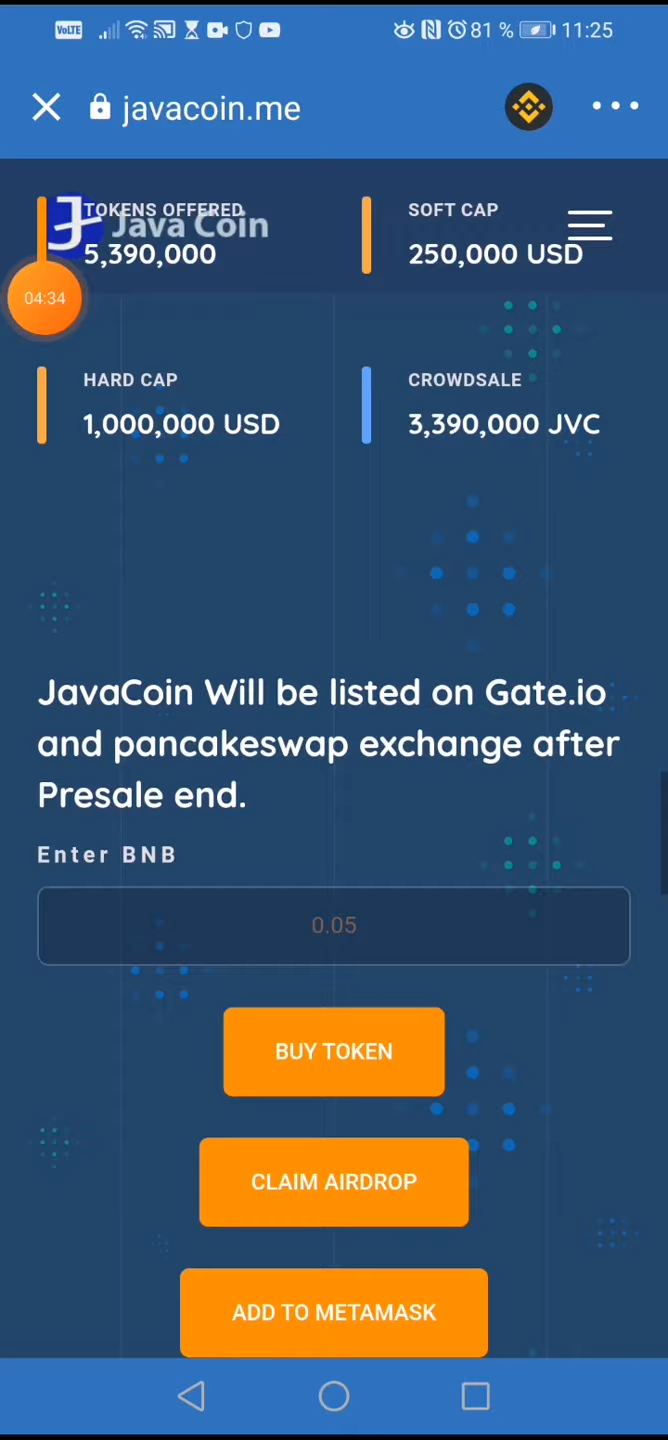 VoLTE 81 % 11:25
javacoin.me
Java Coin
TOKENS OFFERED
5,390,000
SOFT CAP
250,000 USD
04:34
HARD CAP
1,000,000 USD
CROWDSALE
3,390,000 JVC
JavaCoin Will be listed on Gate.io
and pancakeswap exchange after
Presale end.
Enter BNB
0.05
BUY TOKEN
CLAIM AIRDROP
ADD TO METAMASK